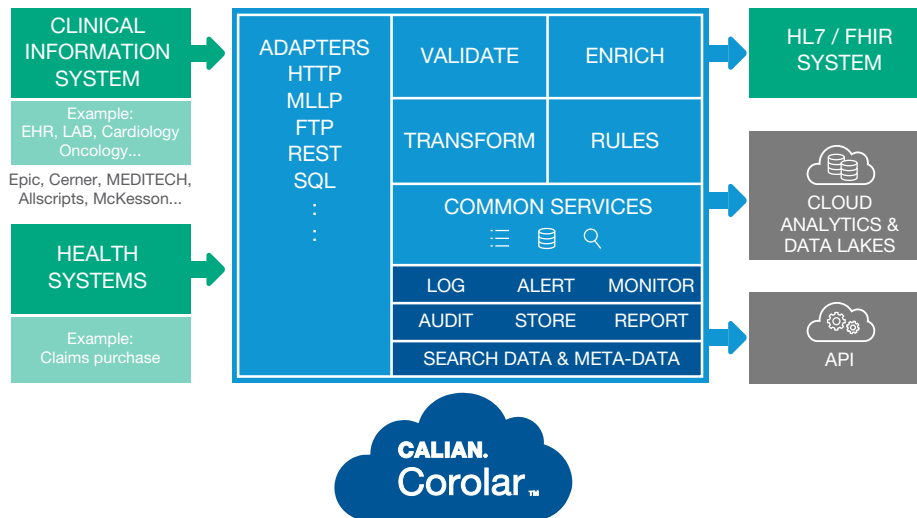 CLINICAL
INFORMATION
SYSTEM
Example:
EHR, LAB, Cardiology
Oncology...
Epic, Cerner, MEDITECH,
Allscripts, McKesson...
HEALTH
SYSTEMS
Example:
Claims purchase
ADAPTERS
HTTP
MLLP
FTP
REST
SQL
:
:
VALIDATE
ENRICH
TRANSFORM
RULES
COMMON SERVICES
LOG ALERT MONITOR
AUDIT STORE REPORT
SEARCH DATA & META-DATA
HL7 / FHIR
SYSTEM
CLOUD
ANALYTICS &
DATA LAKES
API
CALIAN.
Corolar™